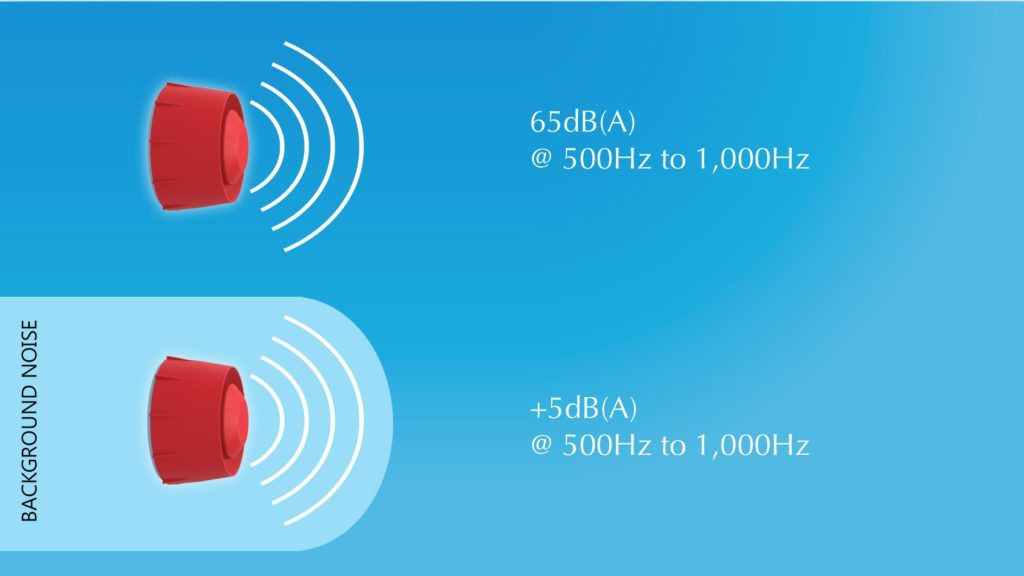 65dB(A)
@ 500Hz to 1,000Hz
BACKGROUND NOISE
+5dB(A)
@ 500Hz to 1,000Hz